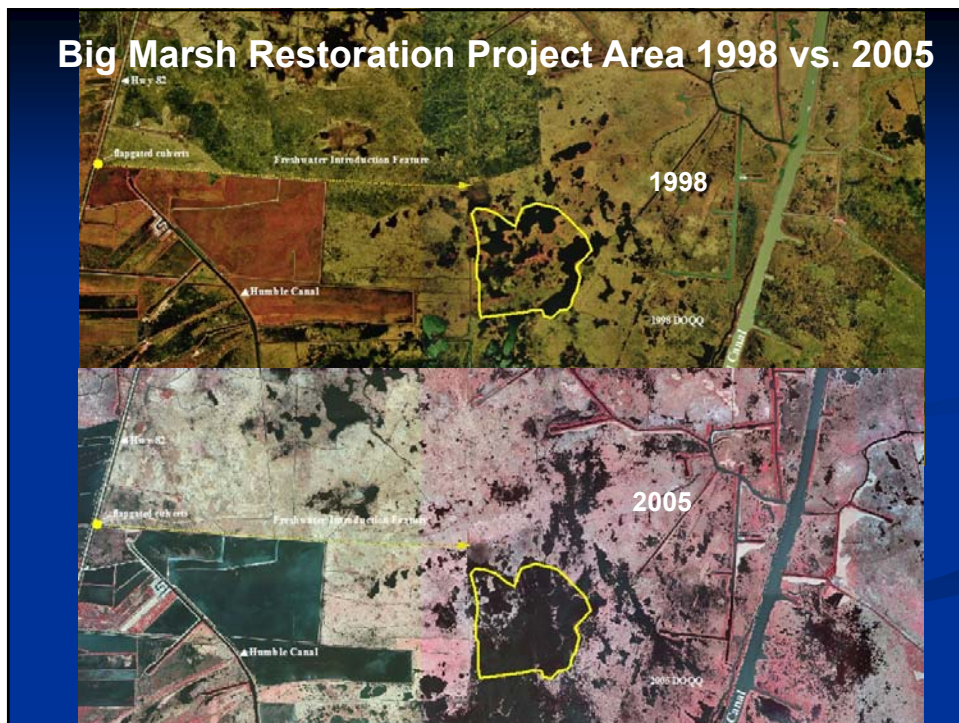 Big Marsh Restoration Project Area 1998 vs. 2005
Hwy 82
flapgated culverts
Freshwater Introduction Feature
1998
Humble Canal
1998 DOQQ
Canal
Hwy 82
flapgated culverts
Freshwater Introduction Feature
2005
Humble Canal
2005 DOQQ
Canal